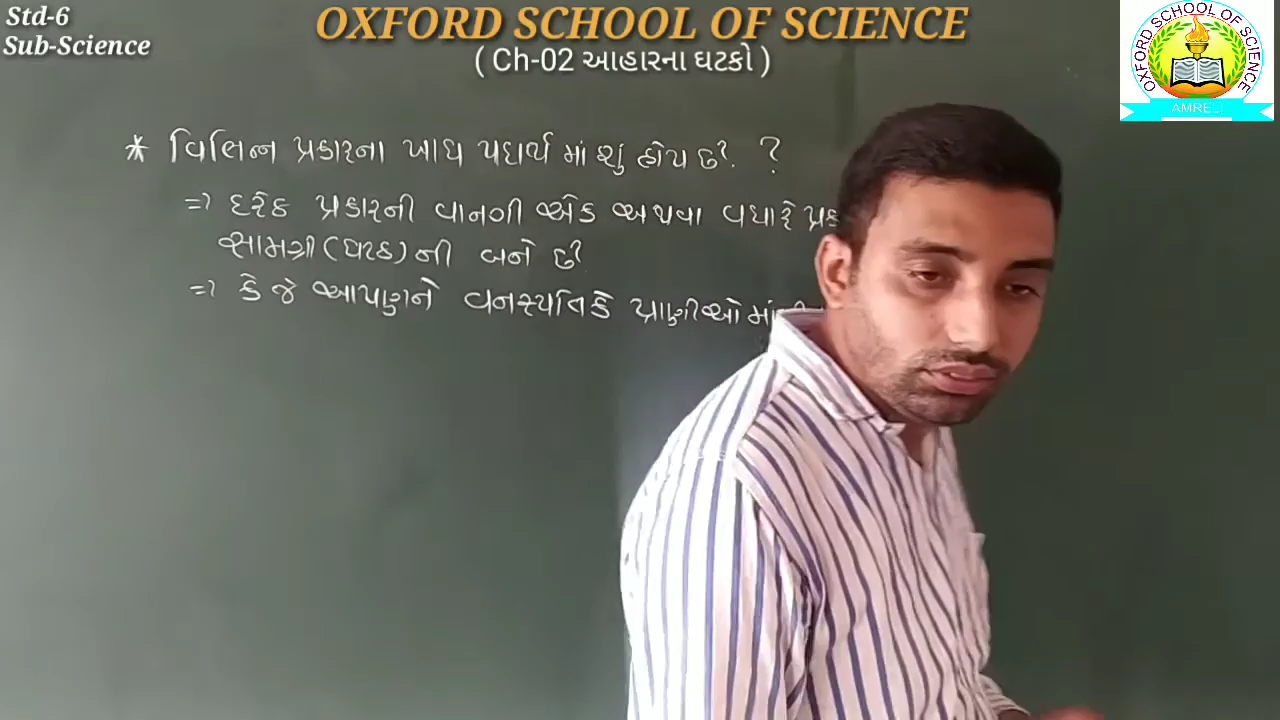 Std-6
Sub-Science
OXFORD SCHOOL OF SCIENCE
( Ch-02 આહારના ઘટકો )
OXFORD SCHOOL OF SCIENCE
AMRELI
* વિભિન્ન પ્રકારના ખાદ્ય પદાર્થ માં શું હોય છે. ?
⇒ દરેક પ્રકારની વાનગી એક અથવા વધારે
સામગ્રી (ઘટક) ની બને છે
⇒ કે જે આપણને વનસ્પતિ કે પ્રાણીઓ માંથી